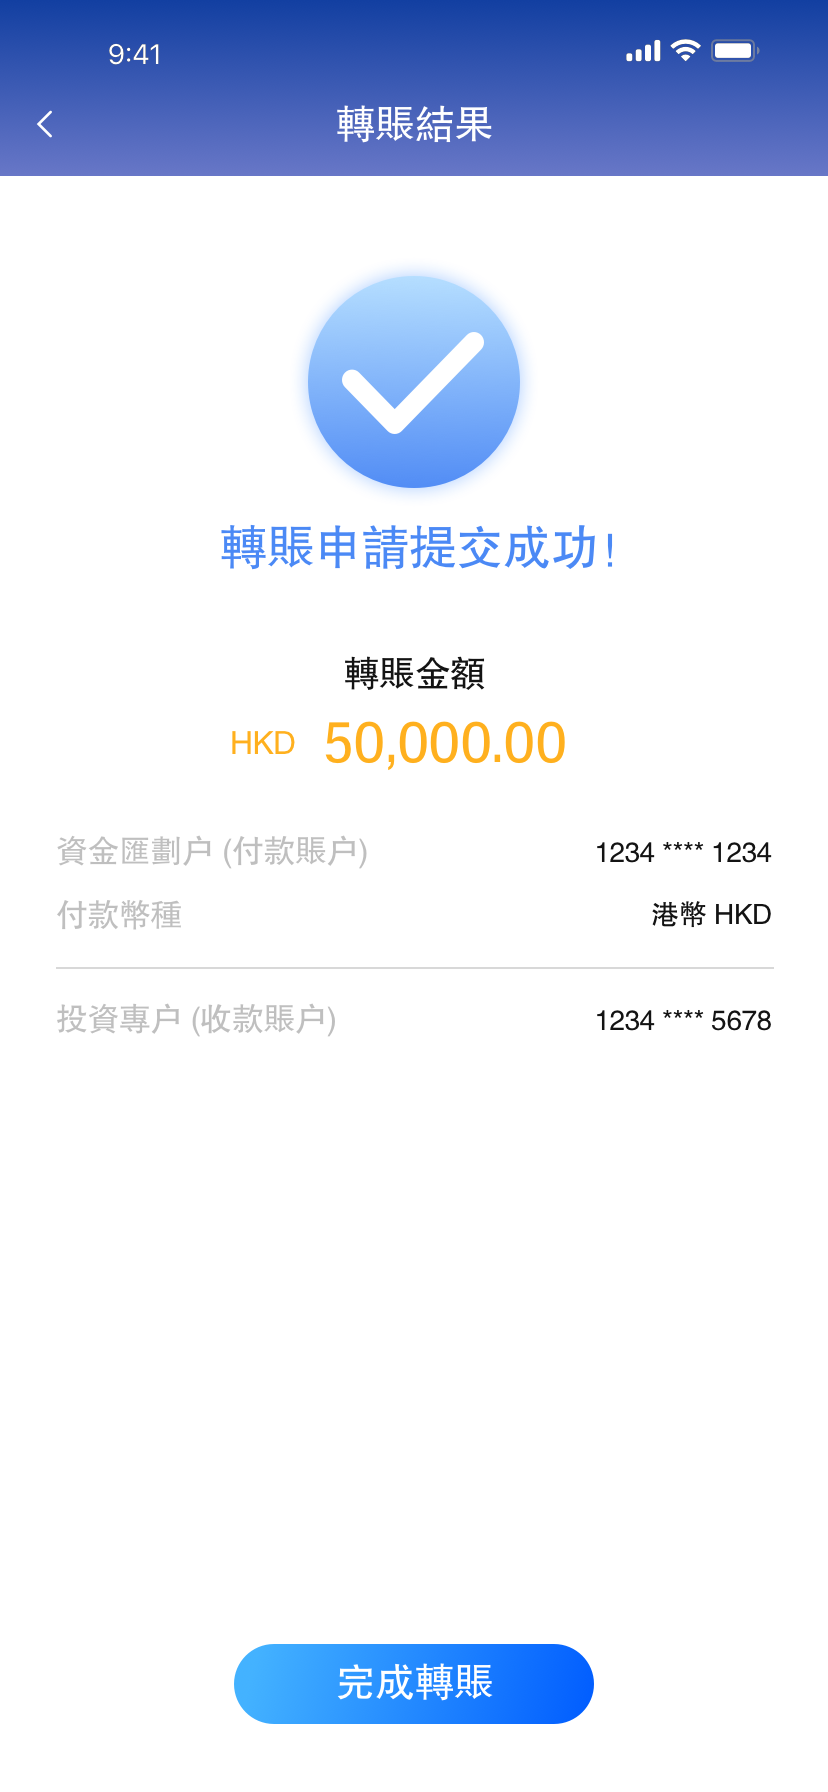 9:41
轉賬結果
轉賬申請提交成功!
轉賬金額
HKD 50,000.00
資金匯劃户 (付款賬户) 1234 **** 1234
付款幣種 港幣 HKD
投資專户 (收款賬户) 1234 **** 5678
完成轉賬